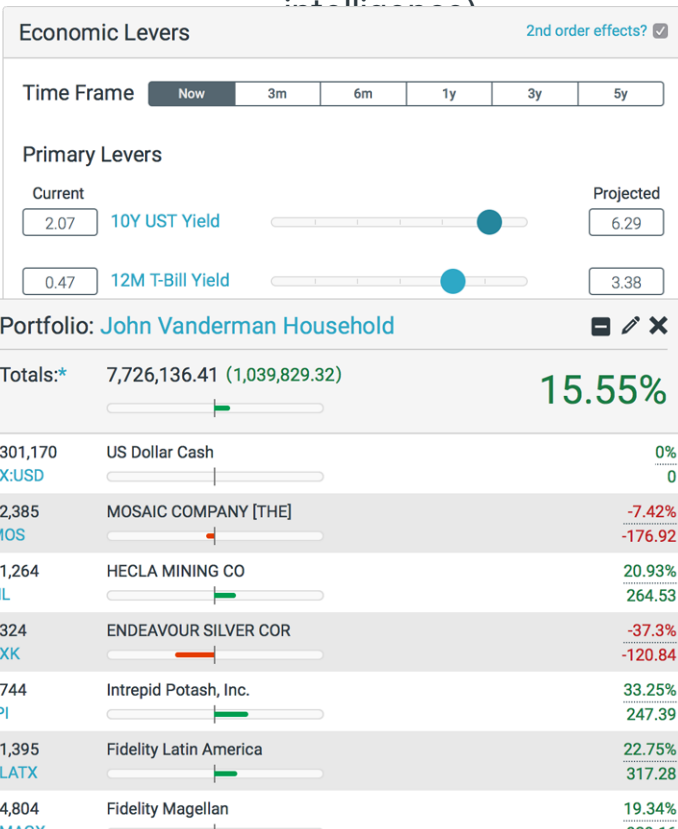 intelligence)
Economic Levers
2nd order effects?
Time Frame
Now 3m 6m 1y 3y 5y
Primary Levers
Current Projected
2.07 10Y UST Yield 6.29
0.47 12M T-Bill Yield 3.38
Portfolio: John Vanderman Household
Totals:* 7,726,136.41 (1,039,829.32)
15.55%
301,170 US Dollar Cash 0%
X:USD 0
2,385 MOSAIC COMPANY [THE] -7.42%
MOS -176.92
1,264 HECLA MINING CO 20.93%
HL 264.53
324 ENDEAVOUR SILVER COR -37.3%
XK -120.84
744 Intrepid Potash, Inc. 33.25%
PI 247.39
1,395 Fidelity Latin America 22.75%
LATX 317.28
4,804 Fidelity Magellan 19.34%